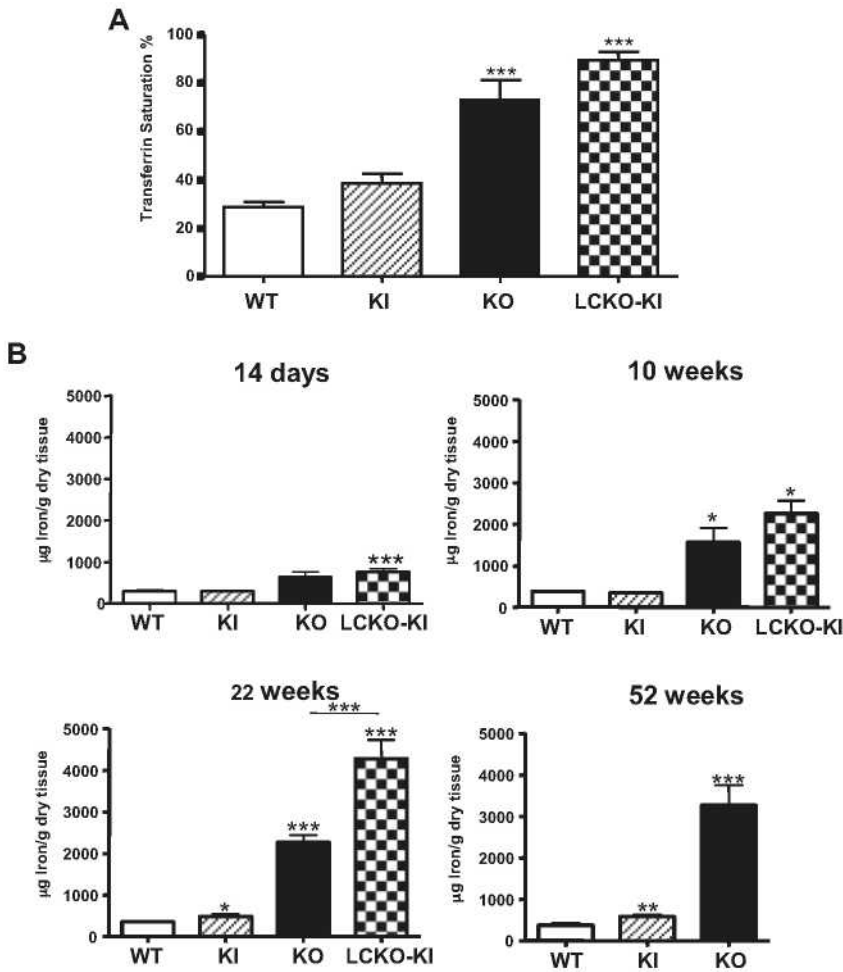 A
Transferrin Saturation %
100
80
60
40
20
0
***
***
WT KI KO LCKO-KI
B
14 days
µg Iron/g dry tissue
5000
4000
3000
2000
1000
0
***
WT KI KO LCKO-KI
10 weeks
µg Iron/g dry tissue
5000
4000
3000
2000
1000
0
*
*
WT KI KO LCKO-KI
22 weeks
µg Iron/g dry tissue
5000
4000
3000
2000
1000
0
***
***
***
*
WT KI KO LCKO-KI
52 weeks
µg Iron/g dry tissue
5000
4000
3000
2000
1000
0
***
**
WT KI KO